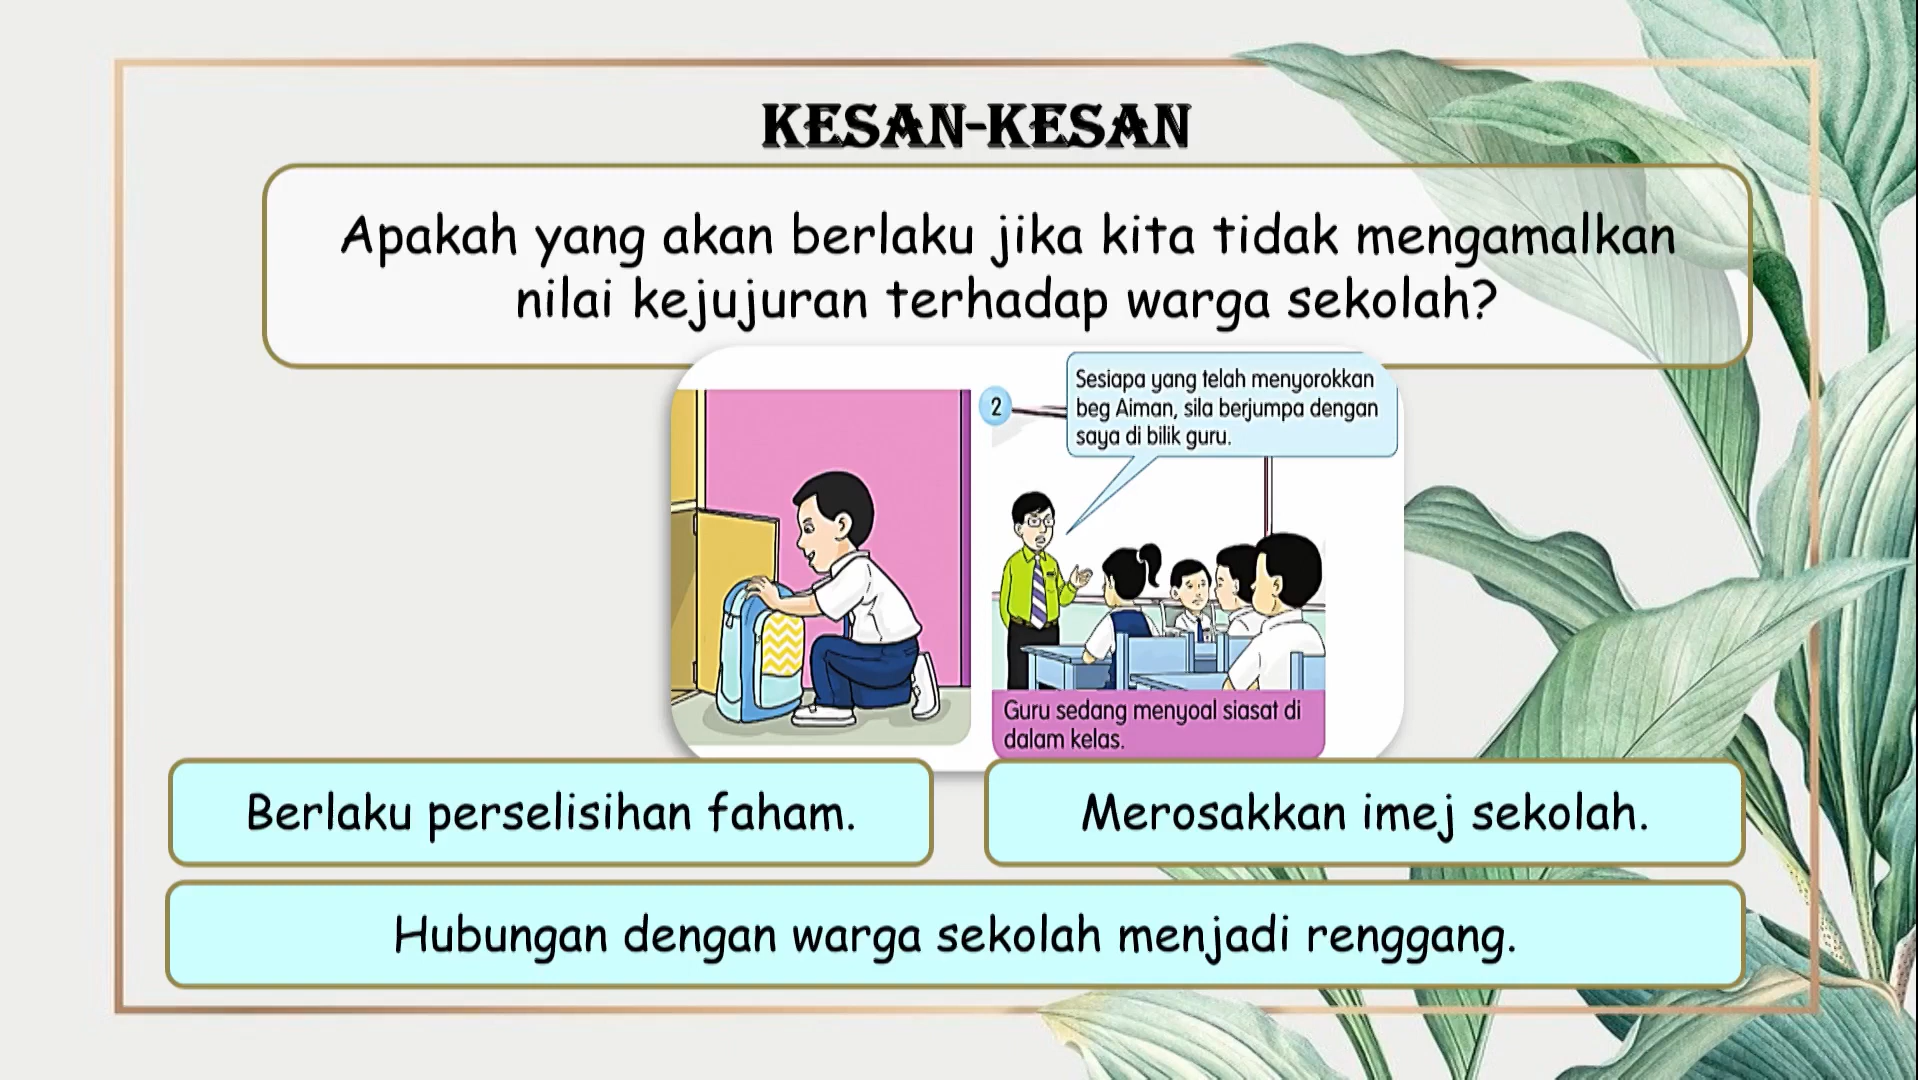 KESAN-KESAN
Apakah yang akan berlaku jika kita tidak mengamalkan
nilai kejujuran terhadap warga sekolah?
2
Sesiapa yang telah menyorokkan
beg Aiman, sila berjumpa dengan
saya di bilik guru.
Guru sedang menyoal siasat di
dalam kelas.
Berlaku perselisihan faham.
Merosakkan imej sekolah.
Hubungan dengan warga sekolah menjadi renggang.